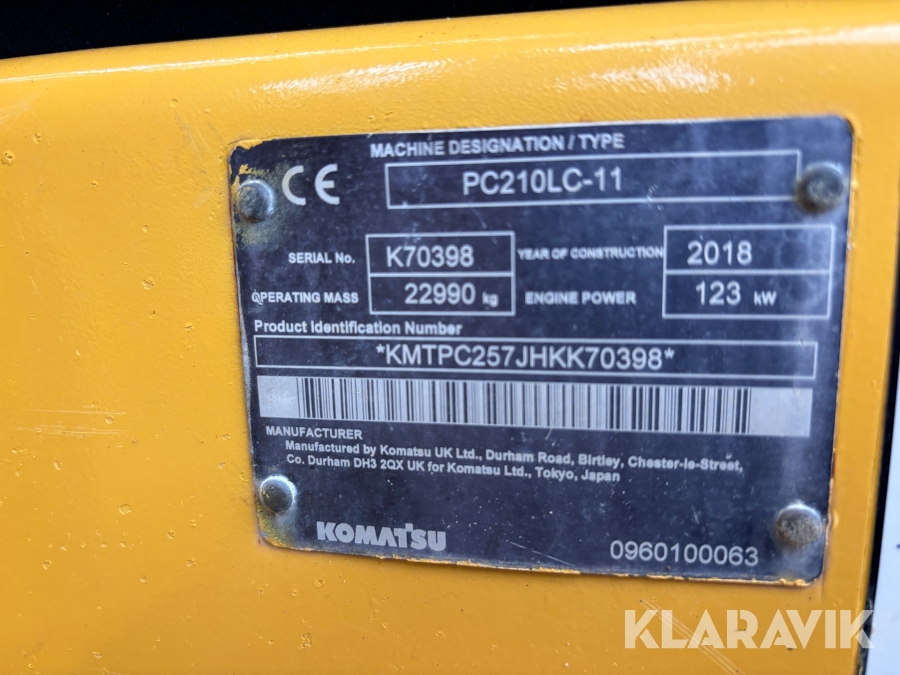 MACHINE DESIGNATION / TYPE
CE PC210LC-11
SERIAL No. K70398 YEAR OF CONSTRUCTION 2018
OPERATING MASS 22990 kg ENGINE POWER 123 kW
Product Identification Number
*KMTPC257JHKK70398*
MANUFACTURER
Manufactured by Komatsu UK Ltd., Durham Road, Birtley, Chester-le-Street,
Co. Durham DH3 2QX UK for Komatsu Ltd., Tokyo, Japan
KOMATSU 0960100063
KLARAVIK